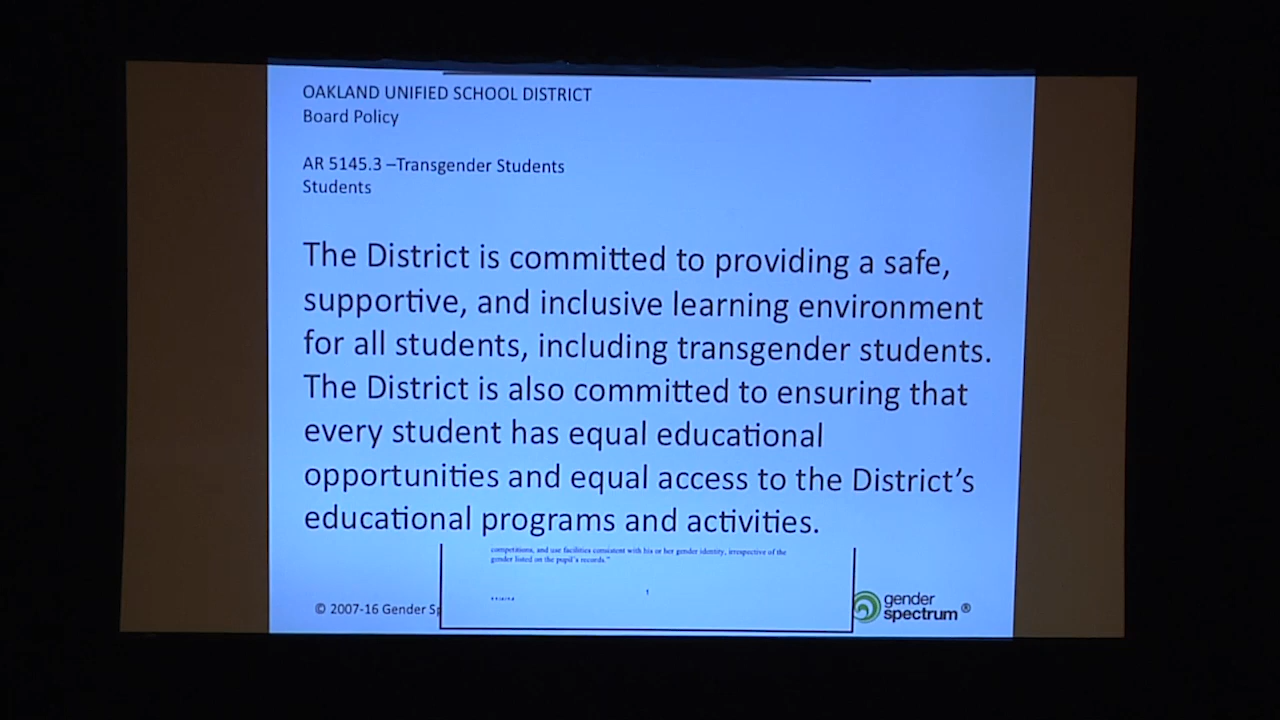 OAKLAND UNIFIED SCHOOL DISTRICT
Board Policy
AR 5145.3 –Transgender Students
Students
The District is committed to providing a safe,
supportive, and inclusive learning environment
for all students, including transgender students.
The District is also committed to ensuring that
every student has equal educational
opportunities and equal access to the District’s
educational programs and activities.
competitions, and use facilities consistent with his or her gender identity, irrespective of the
gender listed on the pupil's records."
1
© 2007-16 Gender Sp
gender
spectrum®